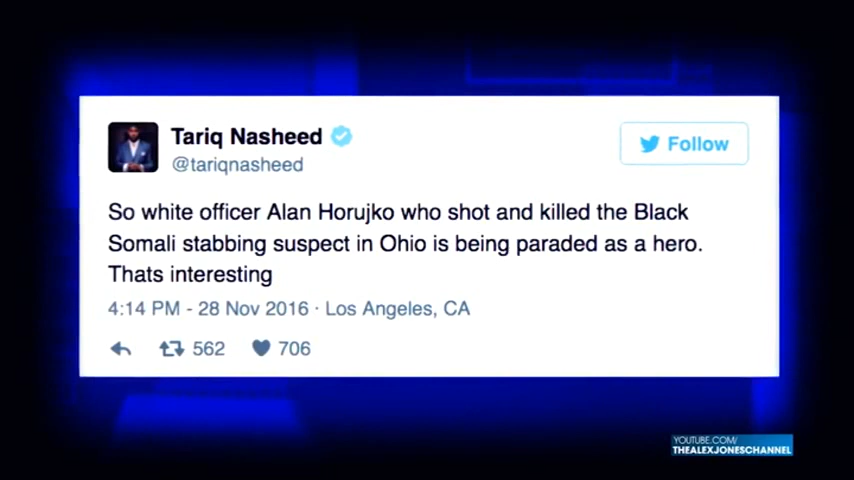 Tariq Nasheed
@tariqnasheed
Follow
So white officer Alan Horujko who shot and killed the Black
Somali stabbing suspect in Ohio is being paraded as a hero.
Thats interesting
4:14 PM - 28 Nov 2016 · Los Angeles, CA
562 706
YOUTUBE.COM/
THEALEXJONESCHANNEL